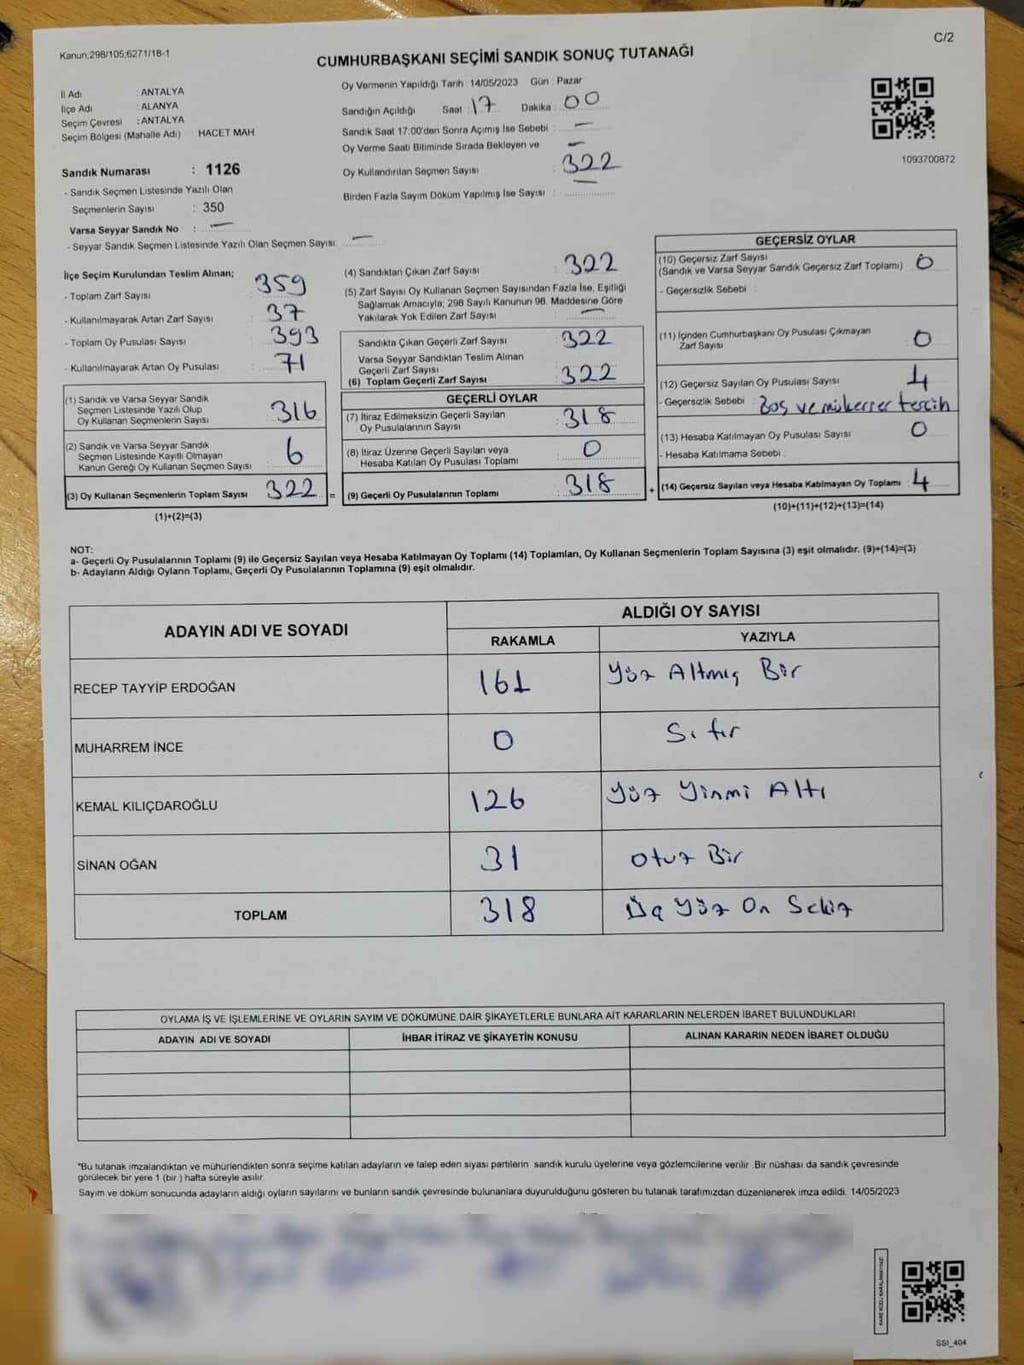 Kanun;298/105;6271/18-1
C/2
CUMHURBAŞKANI SEÇİMİ SANDIK SONUÇ TUTANAĞI
İl Adı : ANTALYA
İlçe Adı : ALANYA
Seçim Çevresi : ANTALYA
Seçim Bölgesi (Mahalle Adı) HACET MAH
Sandık Numarası : 1126
- Sandık Seçmen Listesinde Yazılı Olan
Seçmenlerin Sayısı : 350
Varsa Seyyar Sandık No : —
- Seyyar Sandık Seçmen Listesinde Yazılı Olan Seçmen Sayısı: —
Oy Vermenin Yapıldığı Tarih : 14/05/2023 Gün : Pazar
Sandığın Açıldığı Saat : 17 Dakika : 00
Sandık Saat 17:00'den Sonra Açımış İse Sebebi : —
Oy Verme Saati Bitiminde Sırada Bekleyen ve : —
Oy Kullandırılan Seçmen Sayısı : 322
Birden Fazla Sayım Döküm Yapılmış İse Sayısı : —
1093700872
İlçe Seçim Kurulundan Teslim Alınan;
- Toplam Zarf Sayısı : 359
- Kullanılmayarak Artan Zarf Sayısı : 37
- Toplam Oy Pusulası Sayısı : 393
- Kullanılmayarak Artan Oy Pusulası : 71
(1) Sandık ve Varsa Seyyar Sandık
Seçmen Listesinde Yazılı Olup
Oy Kullanan Seçmenlerin Sayısı : 316
(2) Sandık ve Varsa Seyyar Sandık
Seçmen Listesinde Kayıtlı Olmayan
Kanun Gereği Oy Kullanan Seçmen Sayısı : 6
(3) Oy Kullanan Seçmenlerin Toplam Sayısı : 322 =
(1)+(2)=(3)
(4) Sandıktan Çıkan Zarf Sayısı : 322
(5) Zarf Sayısı Oy Kullanan Seçmen Sayısından Fazla İse, Eşitliği
Sağlamak Amacıyla; 298 Sayılı Kanunun 98. Maddesine Göre
Yakılarak Yok Edilen Zarf Sayısı : —
Sandıkta Çıkan Geçerli Zarf Sayısı : 322
Varsa Seyyar Sandıktan Teslim Alınan
Geçerli Zarf Sayısı :
(6) Toplam Geçerli Zarf Sayısı : 322
GEÇERLİ OYLAR
(7) İtiraz Edilmeksizin Geçerli Sayılan
Oy Pusulalarının Sayısı : 318
(8) İtiraz Üzerine Geçerli Sayılan veya
Hesaba Katılan Oy Pusulası Toplamı : 0
(9) Geçerli Oy Pusulalarının Toplamı : 318 +
GEÇERSİZ OYLAR
(10) Geçersiz Zarf Sayısı
(Sandık ve Varsa Seyyar Sandık Geçersiz Zarf Toplamı) : 0
- Geçersizlik Sebebi :
(11) İçinden Cumhurbaşkanı Oy Pusulası Çıkmayan
Zarf Sayısı : 0
(12) Geçersiz Sayılan Oy Pusulası Sayısı : 4
- Geçersizlik Sebebi : Boş ve mükerrer tercih
(13) Hesaba Katılmayan Oy Pusulası Sayısı : 0
- Hesaba Katılmama Sebebi :
(14) Geçersiz Sayılan veya Hesaba Katılmayan Oy Toplamı : 4
(10)+(11)+(12)+(13)=(14)
NOT:
a- Geçerli Oy Pusulalarının Toplamı (9) ile Geçersiz Sayılan veya Hesaba Katılmayan Oy Toplamı (14) Toplamları, Oy Kullanan Seçmenlerin Toplam Sayısına (3) eşit olmalıdır. (9)+(14)=(3)
b- Adayların Aldığı Oyların Toplamı, Geçerli Oy Pusulalarının Toplamına (9) eşit olmalıdır.
ADAYIN ADI VE SOYADI
ALDIĞI OY SAYISI
RAKAMLA YAZIYLA
RECEP TAYYİP ERDOĞAN 161 Yüz Altmış Bir
MUHARREM İNCE 0 Sıfır
KEMAL KILIÇDAROĞLU 126 Yüz Yirmi Altı
SİNAN OĞAN 31 Otuz Bir
TOPLAM 318 Üç Yüz On Sekiz
OYLAMA İŞ VE İŞLEMLERİNE VE OYLARIN SAYIM VE DÖKÜMÜNE DAİR ŞİKAYETLERLE BUNLARA AİT KARARLARIN NELERDEN İBARET BULUNDUKLARI
ADAYIN ADI VE SOYADI İHBAR İTİRAZ VE ŞİKAYETİN KONUSU ALINAN KARARIN NEDEN İBARET OLDUĞU
*Bu tutanak imzalandıktan ve mühürlendikten sonra seçime katılan adayların ve talep eden siyasi partilerin sandık kurulu üyelerine veya gözlemcilerine verilir .Bir nüshası da sandık çevresinde
görülecek bir yere 1 (bir ) hafta süreyle asılır.
Sayım ve döküm sonucunda adayların aldığı oyların sayılarını ve bunların sandık çevresinde bulunanlara duyurulduğunu gösteren bu tutanak tarafımızdan düzenlenerek imza edildi. 14/05/2023
SSI_404